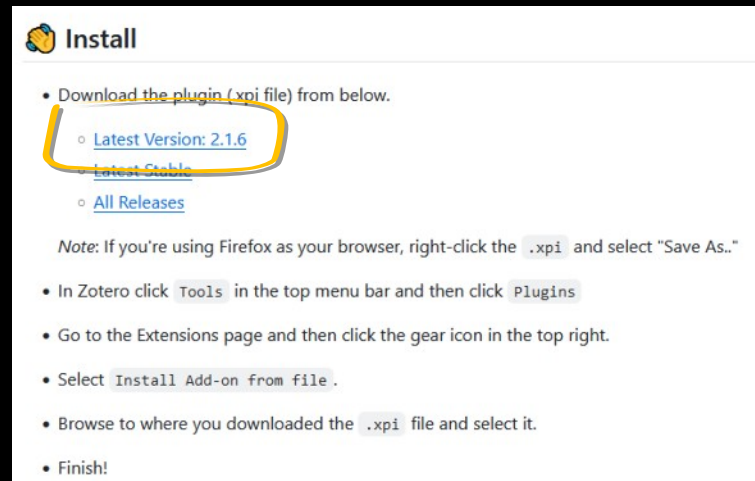 Install
Download the plugin (.xpi file) from below.
Latest Version: 2.1.6
Latest Stable
All Releases
Note: If you're using Firefox as your browser, right-click the .xpi and select "Save As.."
In Zotero click Tools in the top menu bar and then click Plugins
Go to the Extensions page and then click the gear icon in the top right.
Select Install Add-on from file.
Browse to where you downloaded the .xpi file and select it.
Finish!